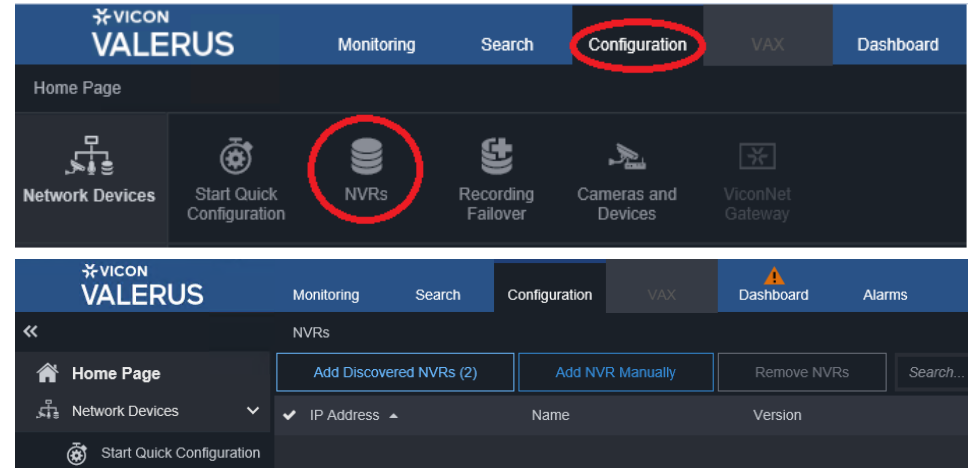 VICON
VALERUS
Monitoring
Search
Configuration
VAX
Dashboard
Home Page
Network Devices
Start Quick
Configuration
NVRs
Recording
Failover
Cameras and
Devices
ViconNet
Gateway
VICON
VALERUS
Monitoring
Search
Configuration
VAX
Dashboard
Alarms
NVRs
Home Page
Add Discovered NVRs (2)
Add NVR Manually
Remove NVRs
Search...
Network Devices
IP Address
Name
Version
Start Quick Configuration